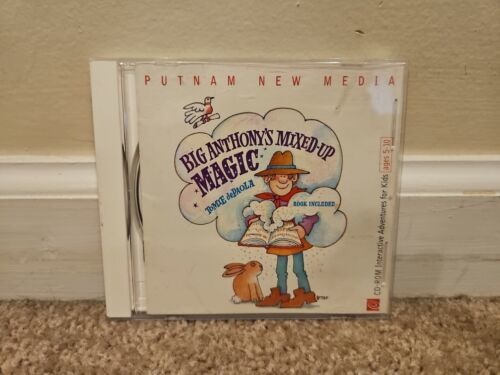 PUTNAM NEW MEDIA
BIG ANTHONY'S MIXED-UP
MAGIC
TOMIE dePAOLA
BOOK INCLUDED
CD-ROM Interactive Adventures for Kids ages 5-10